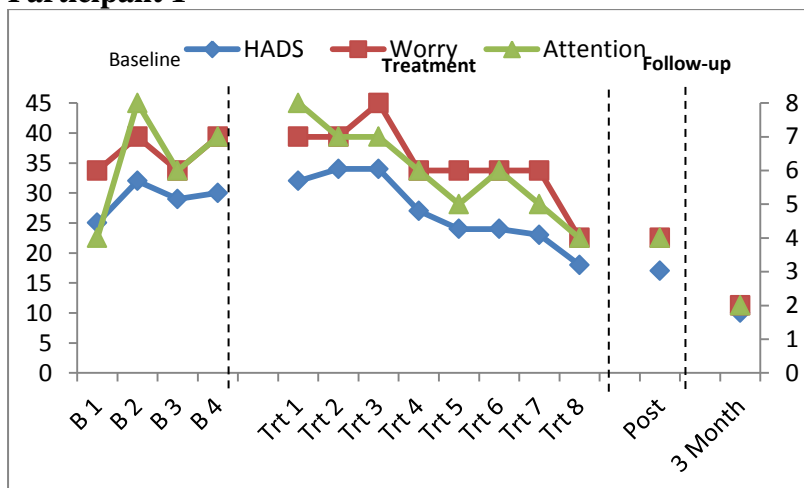 Participant 1
HADS Worry Attention
Baseline Treatment Follow-up
45 8
40 7
35
30 6
25 5
20 4
15 3
10 2
5 1
0 0
B 1 B 2 B 3 B 4 Trt 1 Trt 2 Trt 3 Trt 4 Trt 5 Trt 6 Trt 7 Trt 8 Post 3 Month